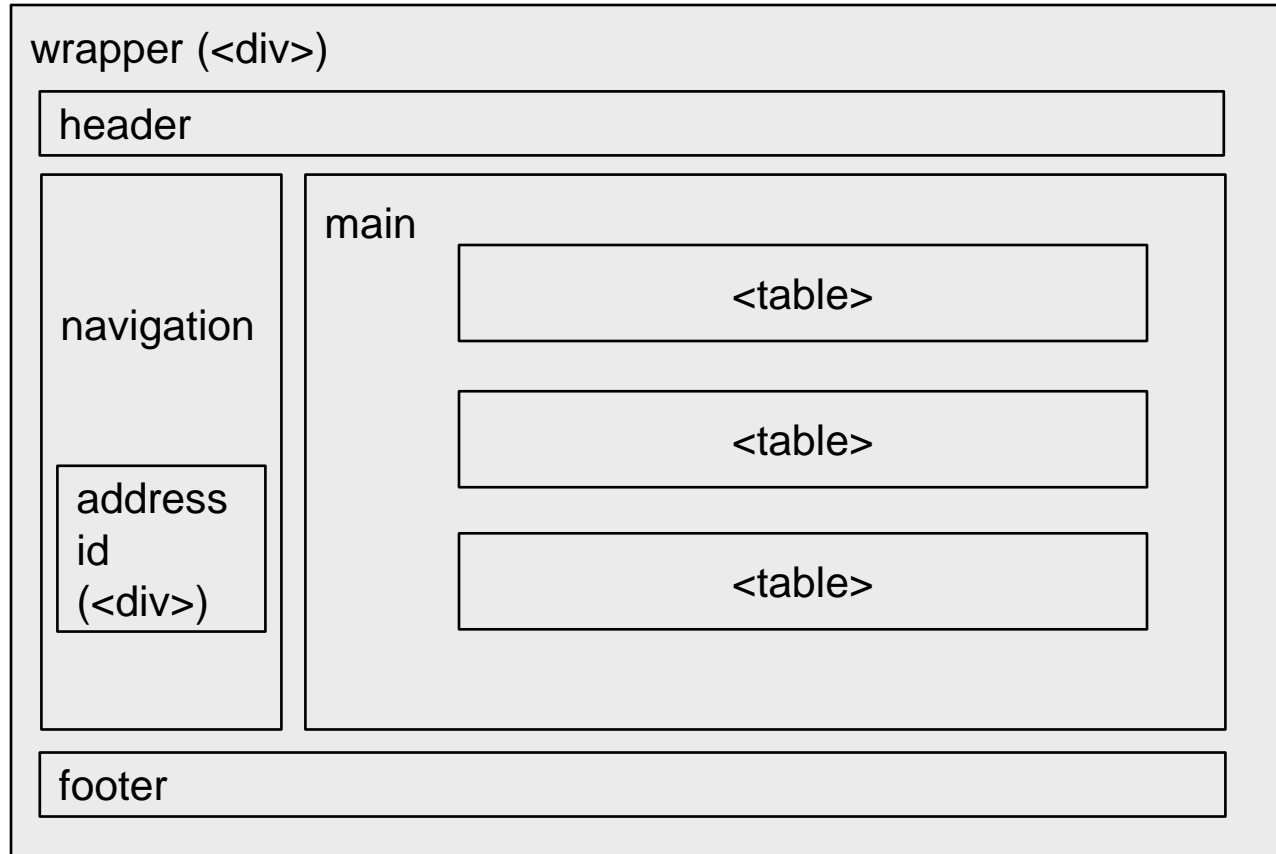 wrapper (<div>)
header
navigation
address
id
(<div>)
main
<table>
<table>
<table>
footer